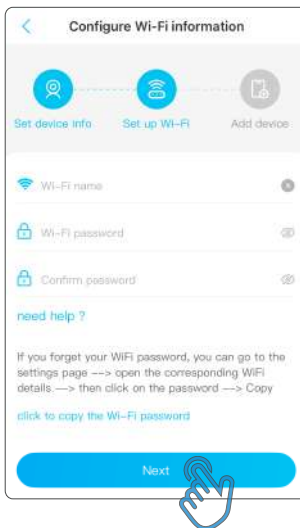 Configure Wi-Fi information
Set device info Set up Wi-Fi Add device
Wi-Fi name
Wi-Fi password
Confirm password
need help ?
If you forget your WiFi password, you can go to the
settings page --> open the corresponding WiFi
details —-> then click on the password --> Copy
click to copy the Wi-Fi password
Next